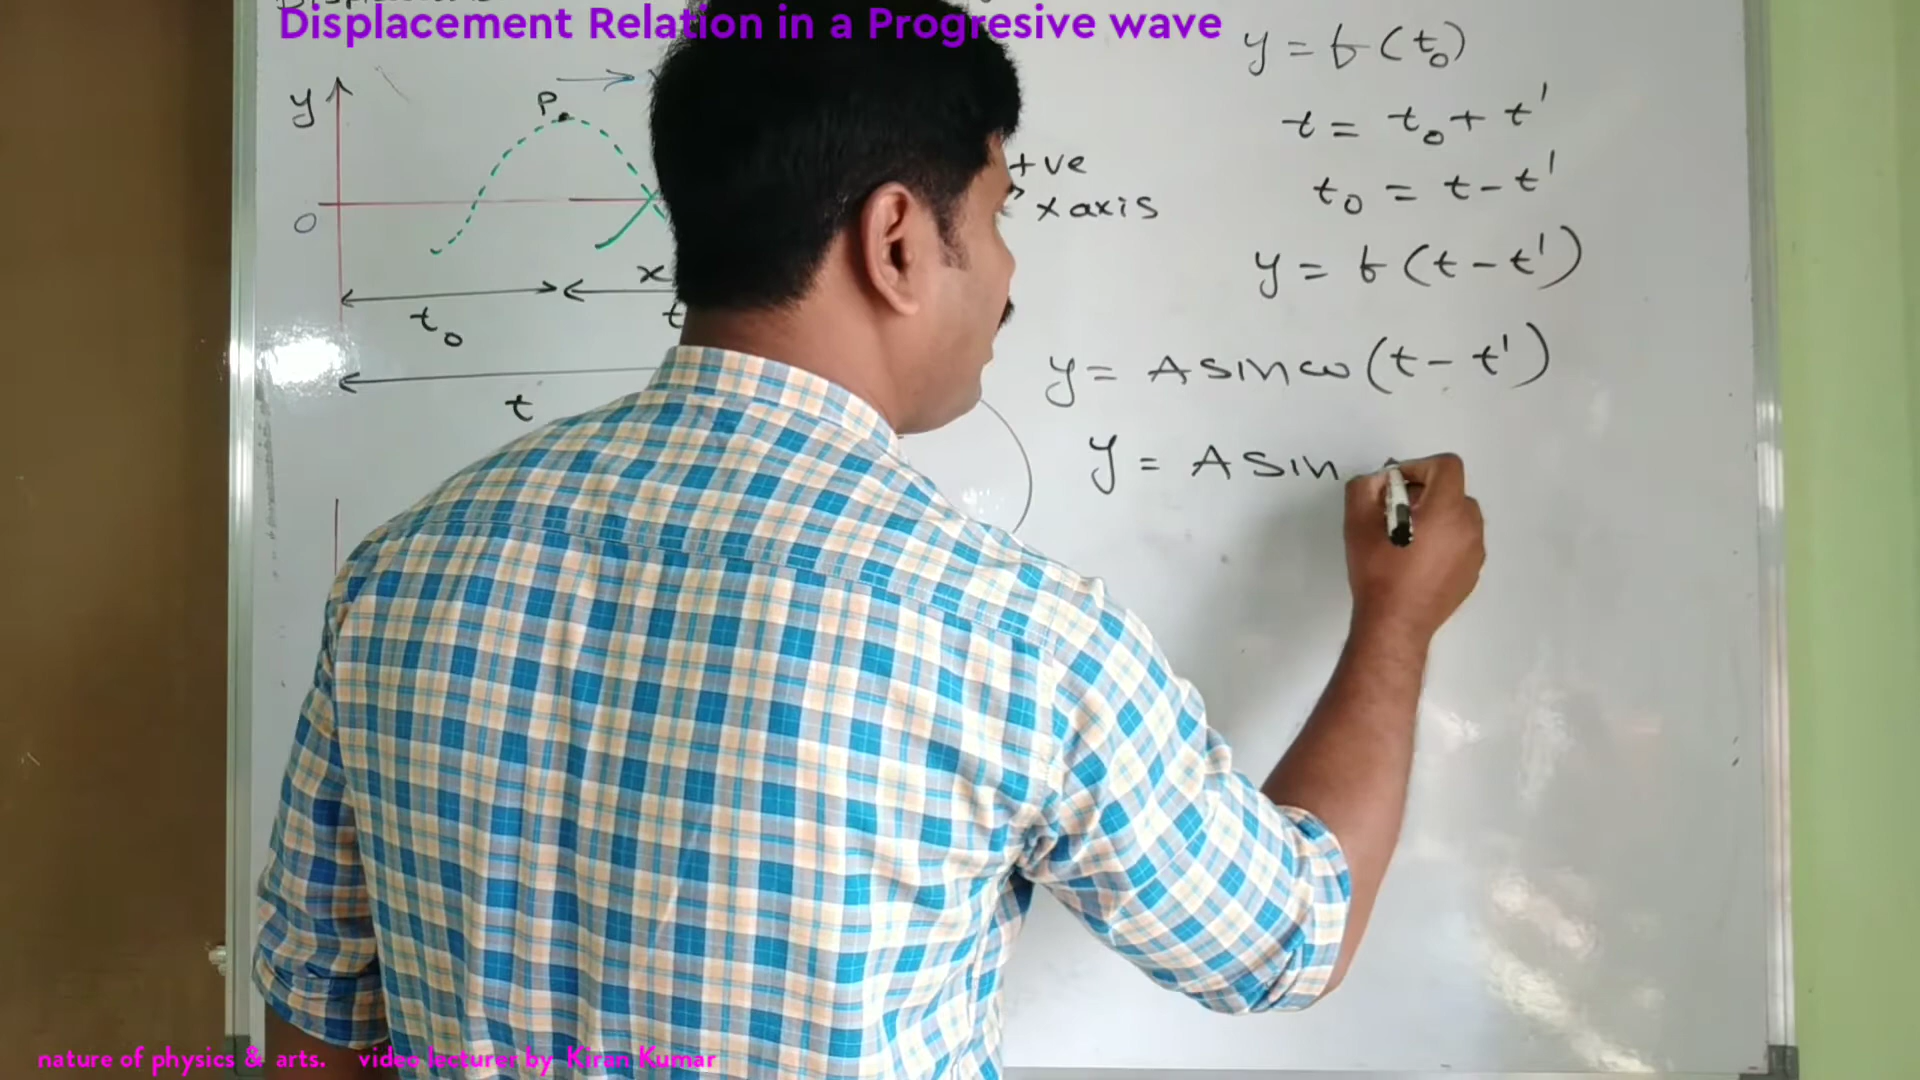 Displacement Relation in a Progresive wave
y
P
+ve
x axis
O
x
t₀
t
t
y = f(t₀)
t = t₀ + t'
t₀ = t - t'
y = f(t - t')
y = A sin ω(t - t')
y = A sin
nature of physics & arts. video lecturer by Kiran Kumar